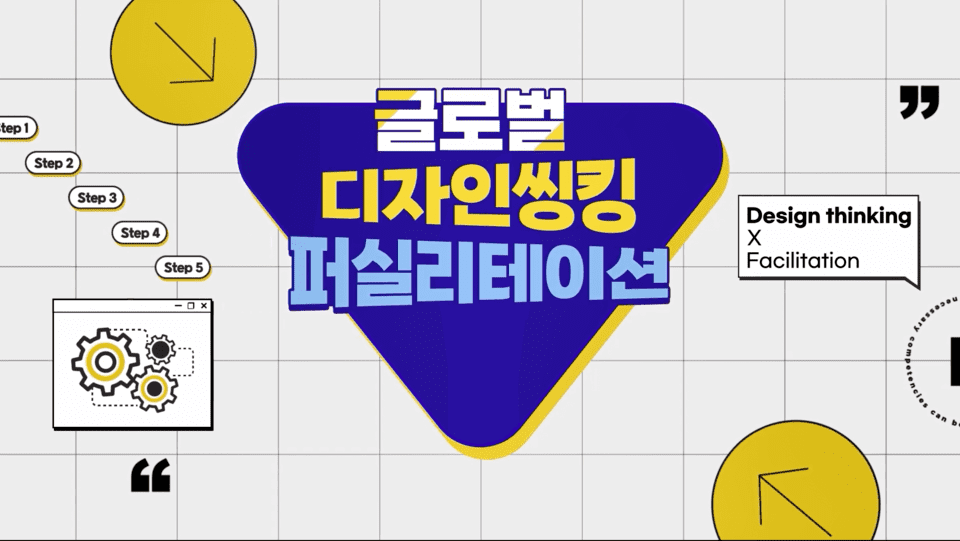 글로벌
디자인씽킹
퍼실리테이션
Step 1
Step 2
Step 3
Step 4
Step 5
Design thinking
X
Facilitation
necessary competencies can be